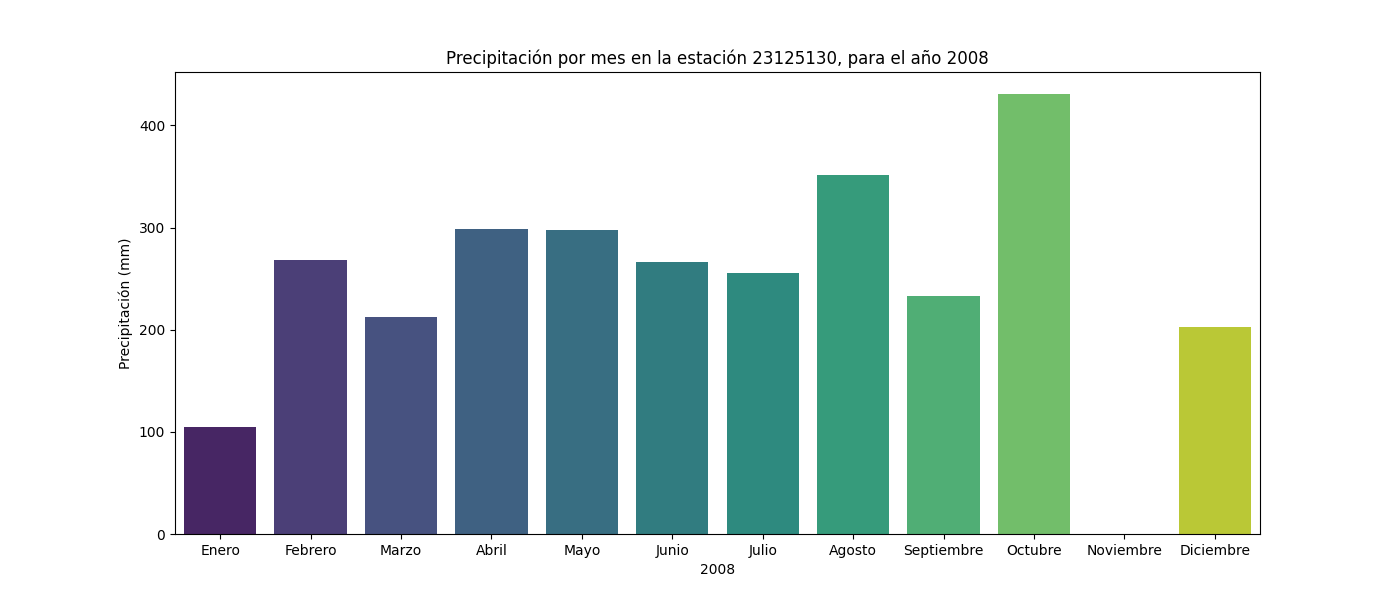 Precipitación por mes en la estación 23125130, para el año 2008
Precipitación (mm)
400
300
200
100
0
Enero Febrero Marzo Abril Mayo Junio Julio Agosto Septiembre Octubre Noviembre Diciembre
2008